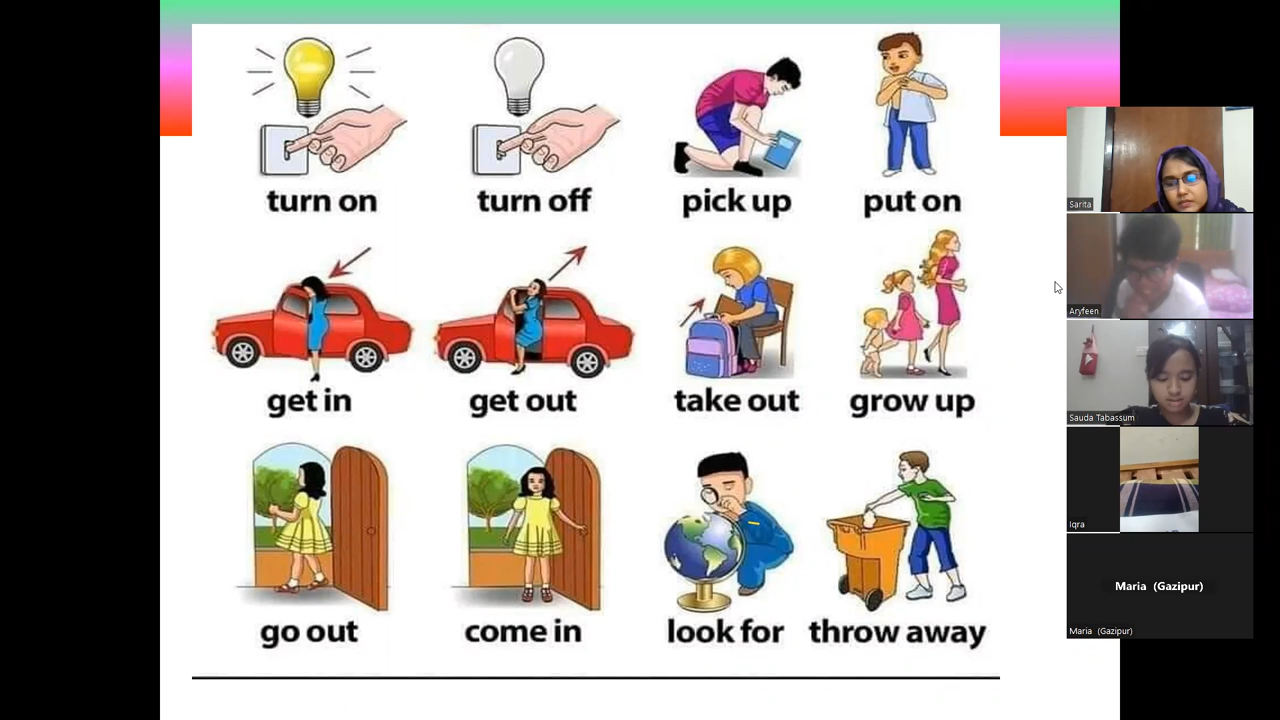 turn on
turn off
pick up
put on
get in
get out
take out
grow up
go out
come in
look for
throw away
Sarita
Aryfeen
Sauda Tabassum
Iqra
Maria (Gazipur)
Maria (Gazipur)